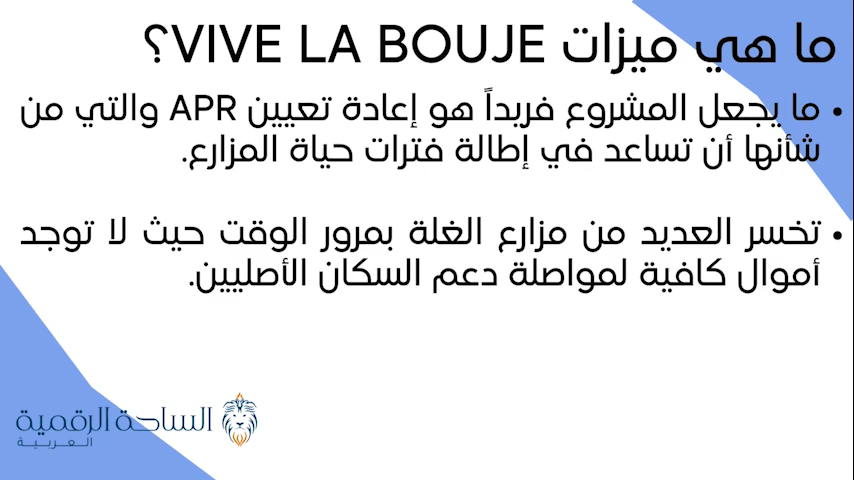 ما هي ميزات VIVE LA BOUJE؟
• ما يجعل المشروع فريداً هو إعادة تعيين APR والتي من
شأنها أن تساعد في إطالة فترات حياة المزارع.
• تخسر العديد من مزارع الغلة بمرور الوقت حيث لا توجد
أموال كافية لمواصلة دعم السكان الأصليين.
الساحة الرقمية
العربية